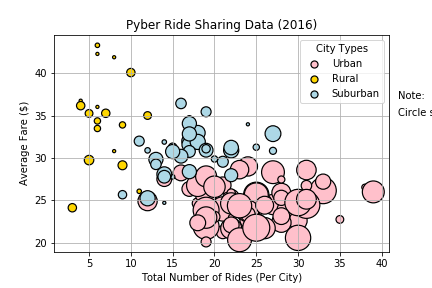 Pyber Ride Sharing Data (2016)
City Types
Urban
Rural
Suburban
Note:
Circle s
Average Fare ($)
40
35
30
25
20
5
10
15
20
25
30
35
40
Total Number of Rides (Per City)